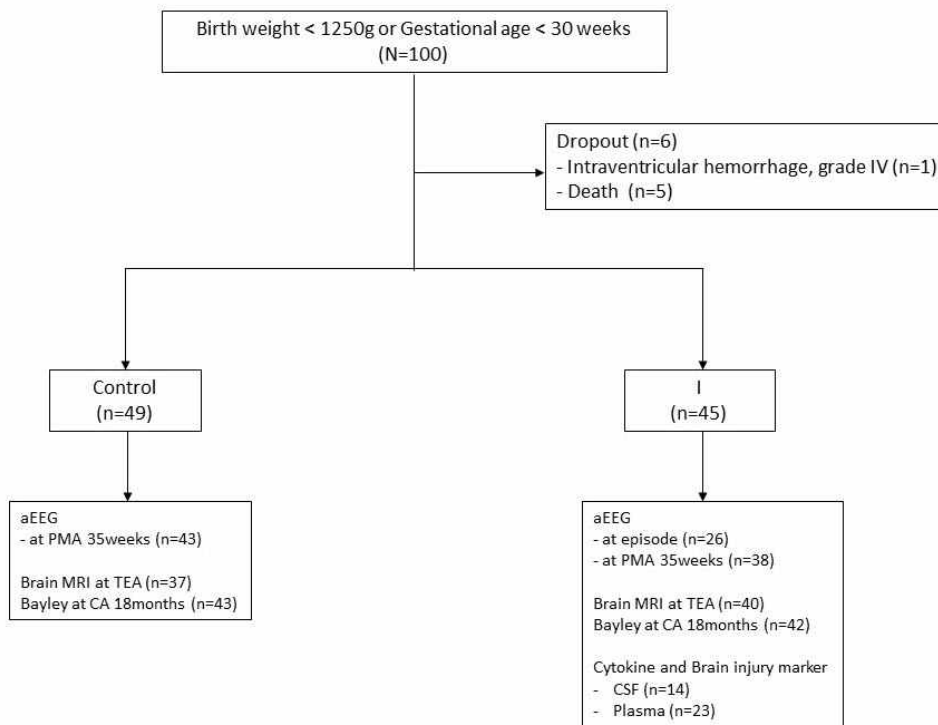 Birth weight < 1250g or Gestational age < 30 weeks
(N=100)
Dropout (n=6)
- Intraventricular hemorrhage, grade IV (n=1)
- Death (n=5)
Control
(n=49)
I
(n=45)
aEEG
- at PMA 35weeks (n=43)
Brain MRI at TEA (n=37)
Bayley at CA 18months (n=43)
aEEG
- at episode (n=26)
- at PMA 35weeks (n=38)
Brain MRI at TEA (n=40)
Bayley at CA 18months (n=42)
Cytokine and Brain injury marker
- CSF (n=14)
- Plasma (n=23)